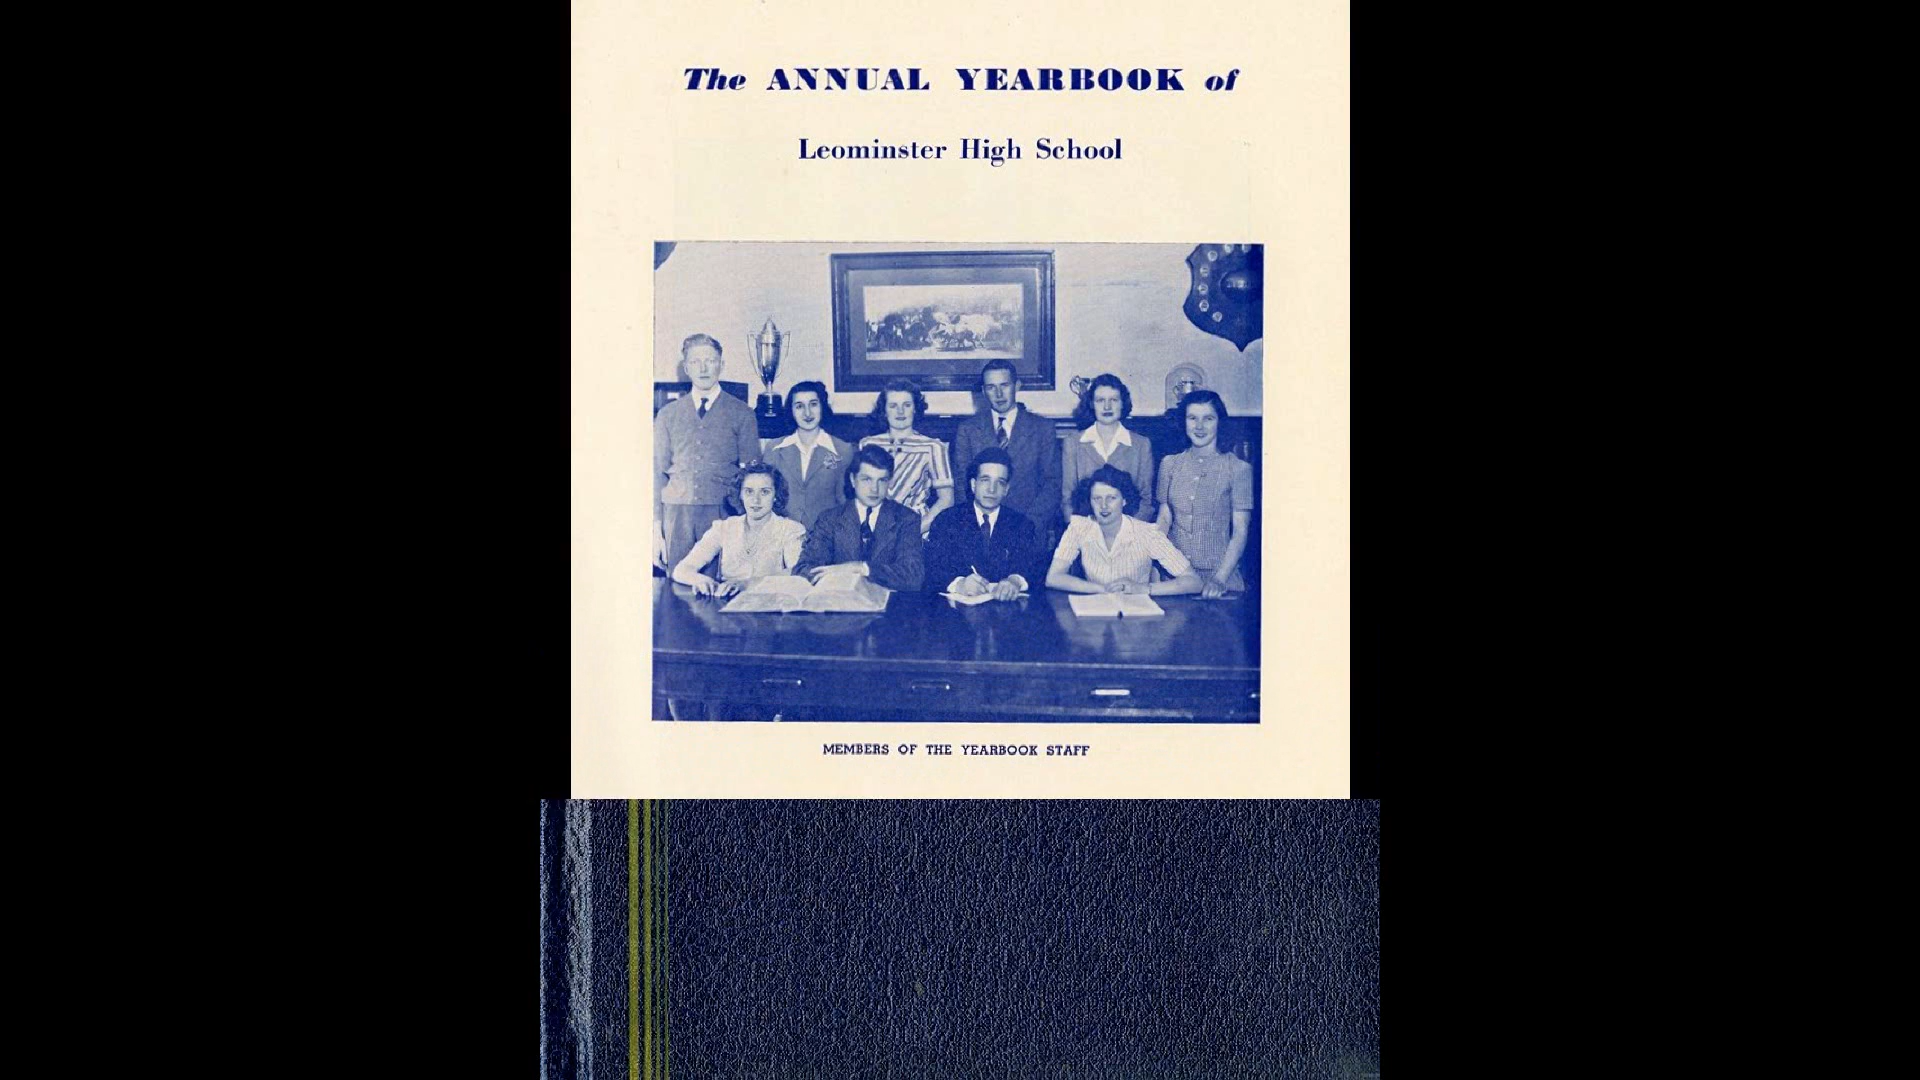 The ANNUAL YEARBOOK of
Leominster High School
MEMBERS OF THE YEARBOOK STAFF